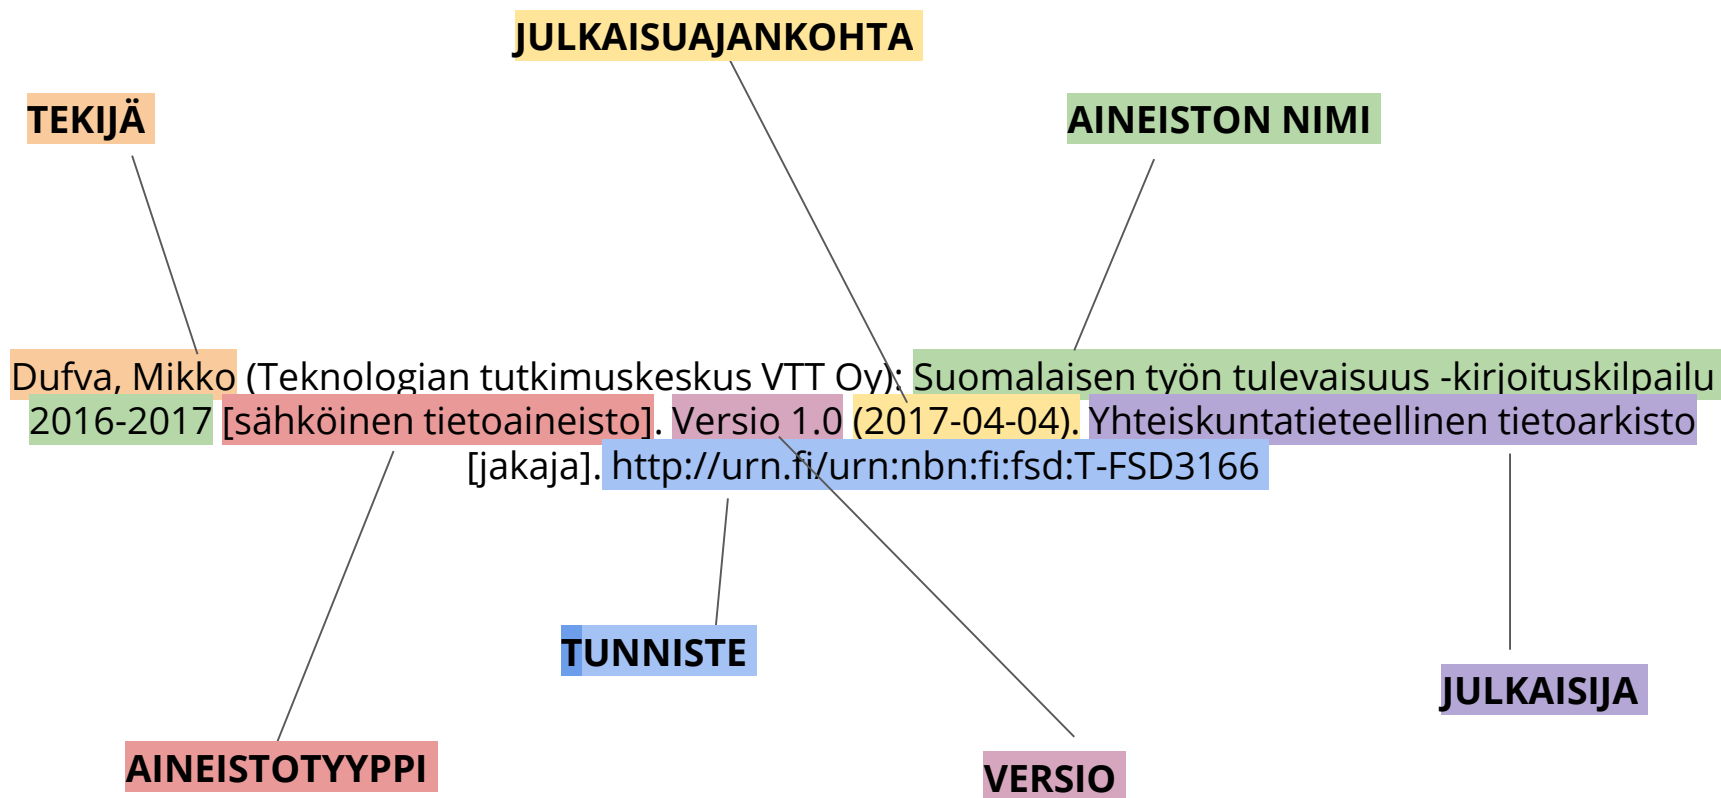 JULKAISUAJANKOHTA
TEKIJÄ
AINEISTON NIMI
Dufva, Mikko (Teknologian tutkimuskeskus VTT Oy): Suomalaisen työn tulevaisuus -kirjoituskilpailu
2016-2017 [sähköinen tietoaineisto]. Versio 1.0 (2017-04-04). Yhteiskuntatieteellinen tietoarkisto
[jakaja]. http://urn.fi/urn:nbn:fi:fsd:T-FSD3166
TUNNISTE
JULKAISIJA
AINEISTOTYYPPI
VERSIO